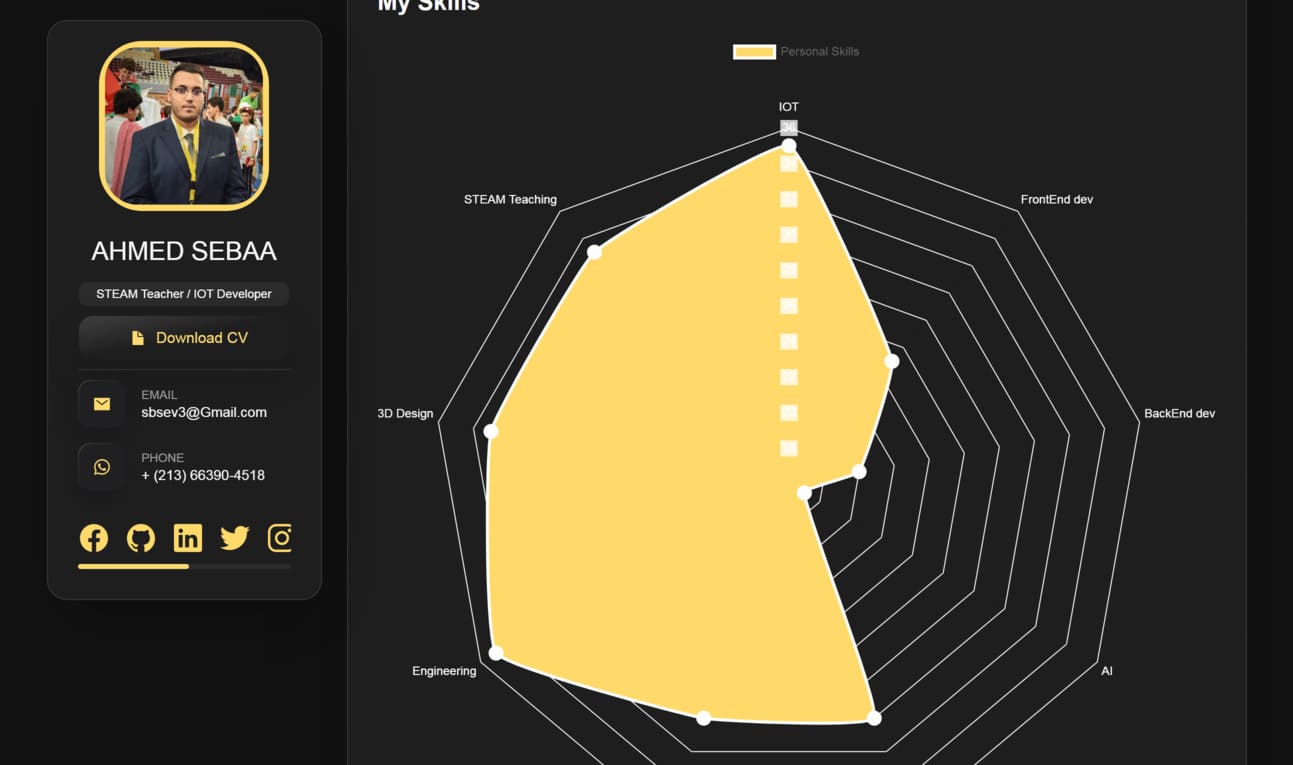 My Skills
AHMED SEBAA
STEAM Teacher / IOT Developer
Download CV
EMAIL
sbsev3@Gmail.com
PHONE
+ (213) 66390-4518
Personal Skills
IOT
36
STEAM Teaching
FrontEnd dev
3D Design
BackEnd dev
Engineering
AI